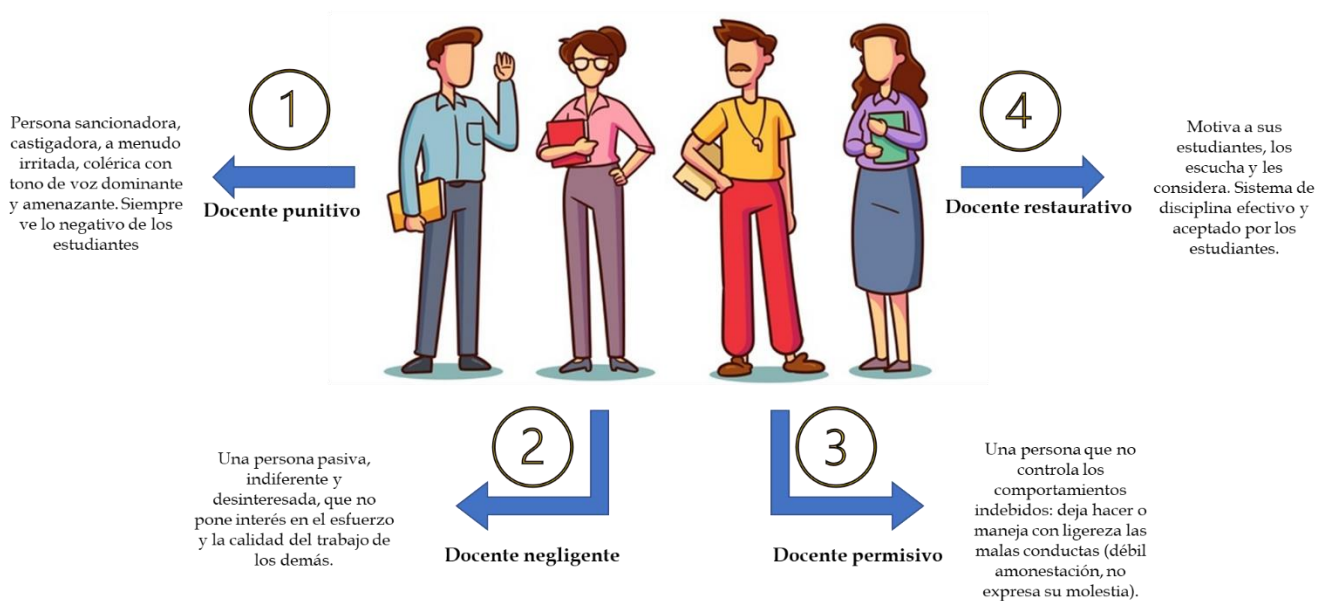 1
Persona sancionadora,
castigadora, a menudo
irritada, colérica con
tono de voz dominante
y amenazante. Siempre
ve lo negativo de los
estudiantes
Docente punitivo
4
Motiva a sus
estudiantes, los
escucha y les
considera. Sistema de
disciplina efectivo y
aceptado por los
estudiantes.
Docente restaurativo
2
Una persona pasiva,
indiferente y
desinteresada, que no
pone interés en el esfuerzo
y la calidad del trabajo de
los demás.
Docente negligente
3
Una persona que no
controla los
comportamientos
indebidos: deja hacer o
maneja con ligereza las
malas conductas (débil
amonestación, no
expresa su molestia).
Docente permisivo